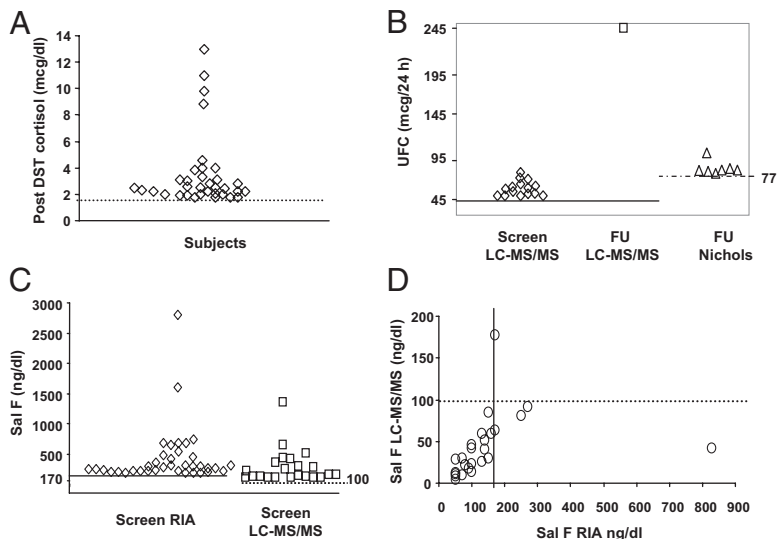 A
Post DST cortisol (mcg/dl)
14
12
10
8
6
4
2
0
Subjects
B
UFC (mcg/24 h)
245
195
145
95
45
77
Screen
LC-MS/MS
FU
LC-MS/MS
FU
Nichols
C
Sal F (ng/dl)
3000
2500
2000
1500
1000
500
170
100
Screen RIA
Screen
LC-MS/MS
D
Sal F LC-MS/MS (ng/dl)
200
150
100
50
0
0 100 200 300 400 500 600 700 800 900
Sal F RIA ng/dl